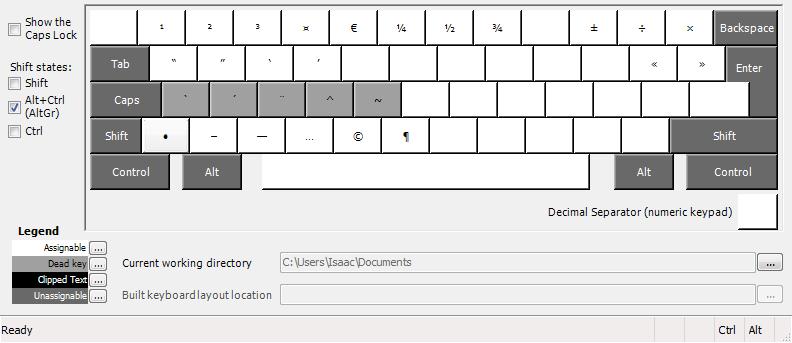 Show the
Caps Lock
Shift states:
Shift
Alt+Ctrl
(AltGr)
Ctrl
¹ ² ³ ¤ € ¼ ½ ¾ ± ÷ × Backspace
Tab “ ” ‘ ’ « » Enter
Caps ` ´ ¨ ^ ~
Shift • – — … © ¶ Shift
Control Alt Alt Control
Decimal Separator (numeric keypad)
Legend
Assignable ...
Dead key ...
Clipped Text ...
Unassignable ...
Current working directory C:\Users\Isaac\Documents ...
Built keyboard layout location ...
Ready Ctrl Alt